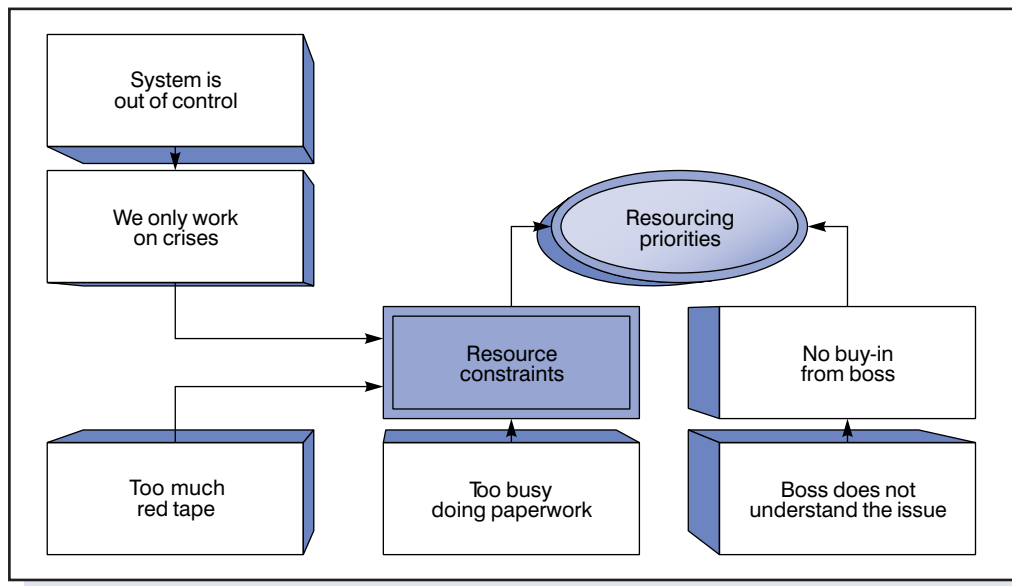 System is
out of control
We only work
on crises
Resourcing
priorities
Resource
constraints
No buy-in
from boss
Too much
red tape
Too busy
doing paperwork
Boss does not
understand the issue